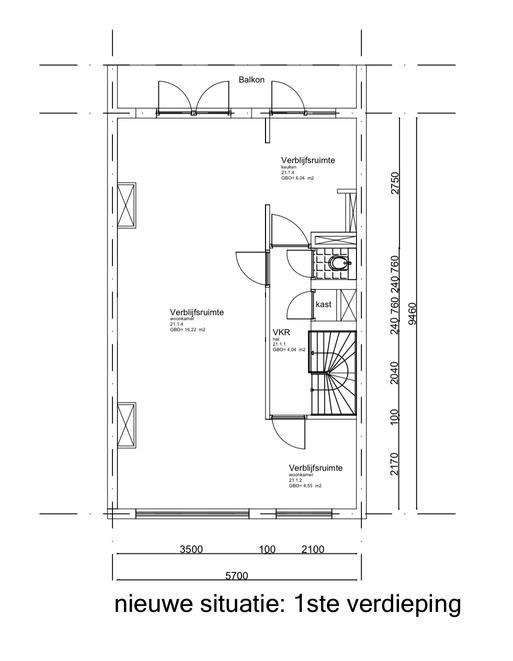 Balkon
Verblijfsruimte
keuken
21.1.4
GBO= 6,04 m2
2750
240 760
kast
240 760
9460
Verblijfsruimte
woonkamer
21.1.4
GBO= 16,22 m2
VKR
hal
21.1.1
GBO= 4,04 m2
2040
100
Verblijfsruimte
woonkamer
21.1.2
GBO= 4,55 m2
2170
3500 100 2100
5700
nieuwe situatie: 1ste verdieping